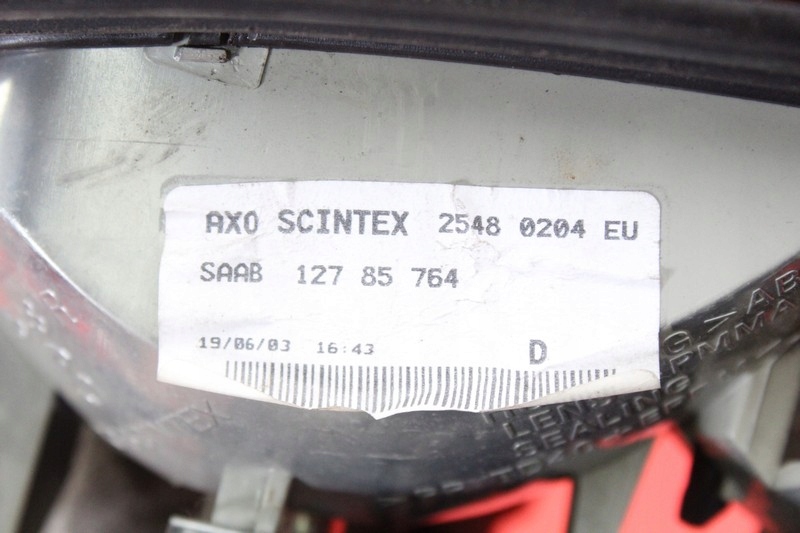 AXO SCINTEX 2548 0204 EU
SAAB 127 85 764
19/06/03 16:43 D